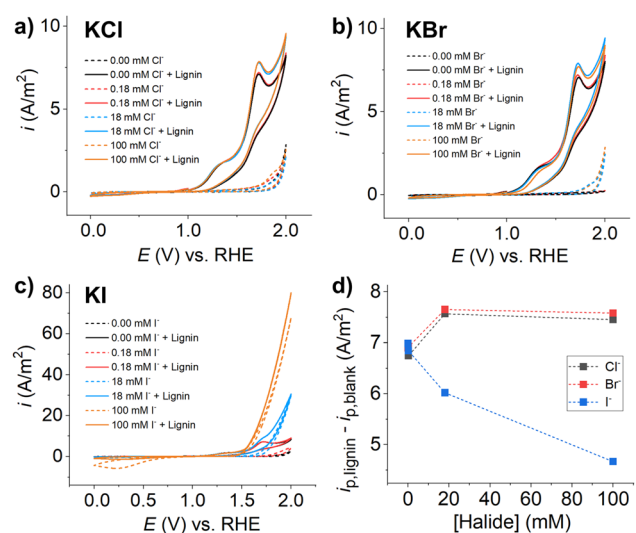 a) KCl
10
5
0
i (A/m²)
0.00 mM Cl⁻
0.00 mM Cl⁻ + Lignin
0.18 mM Cl⁻
0.18 mM Cl⁻ + Lignin
18 mM Cl⁻
18 mM Cl⁻ + Lignin
100 mM Cl⁻
100 mM Cl⁻ + Lignin
0.0 1.0 2.0
E (V) vs. RHE
b) KBr
10
5
0
i (A/m²)
0.00 mM Br⁻
0.00 mM Br⁻ + Lignin
0.18 mM Br⁻
0.18 mM Br⁻ + Lignin
18 mM Br⁻
18 mM Br⁻ + Lignin
100 mM Br⁻
100 mM Br⁻ + Lignin
0.0 1.0 2.0
E (V) vs. RHE
c) KI
80
60
40
20
0
i (A/m²)
0.00 mM I⁻
0.00 mM I⁻ + Lignin
0.18 mM I⁻
0.18 mM I⁻ + Lignin
18 mM I⁻
18 mM I⁻ + Lignin
100 mM I⁻
100 mM I⁻ + Lignin
0.0 0.5 1.0 1.5 2.0
E (V) vs. RHE
d)
8
7
6
5
i p,lignin - i p,blank (A/m²)
Cl⁻
Br⁻
I⁻
0 20 40 60 80 100
[Halide] (mM)